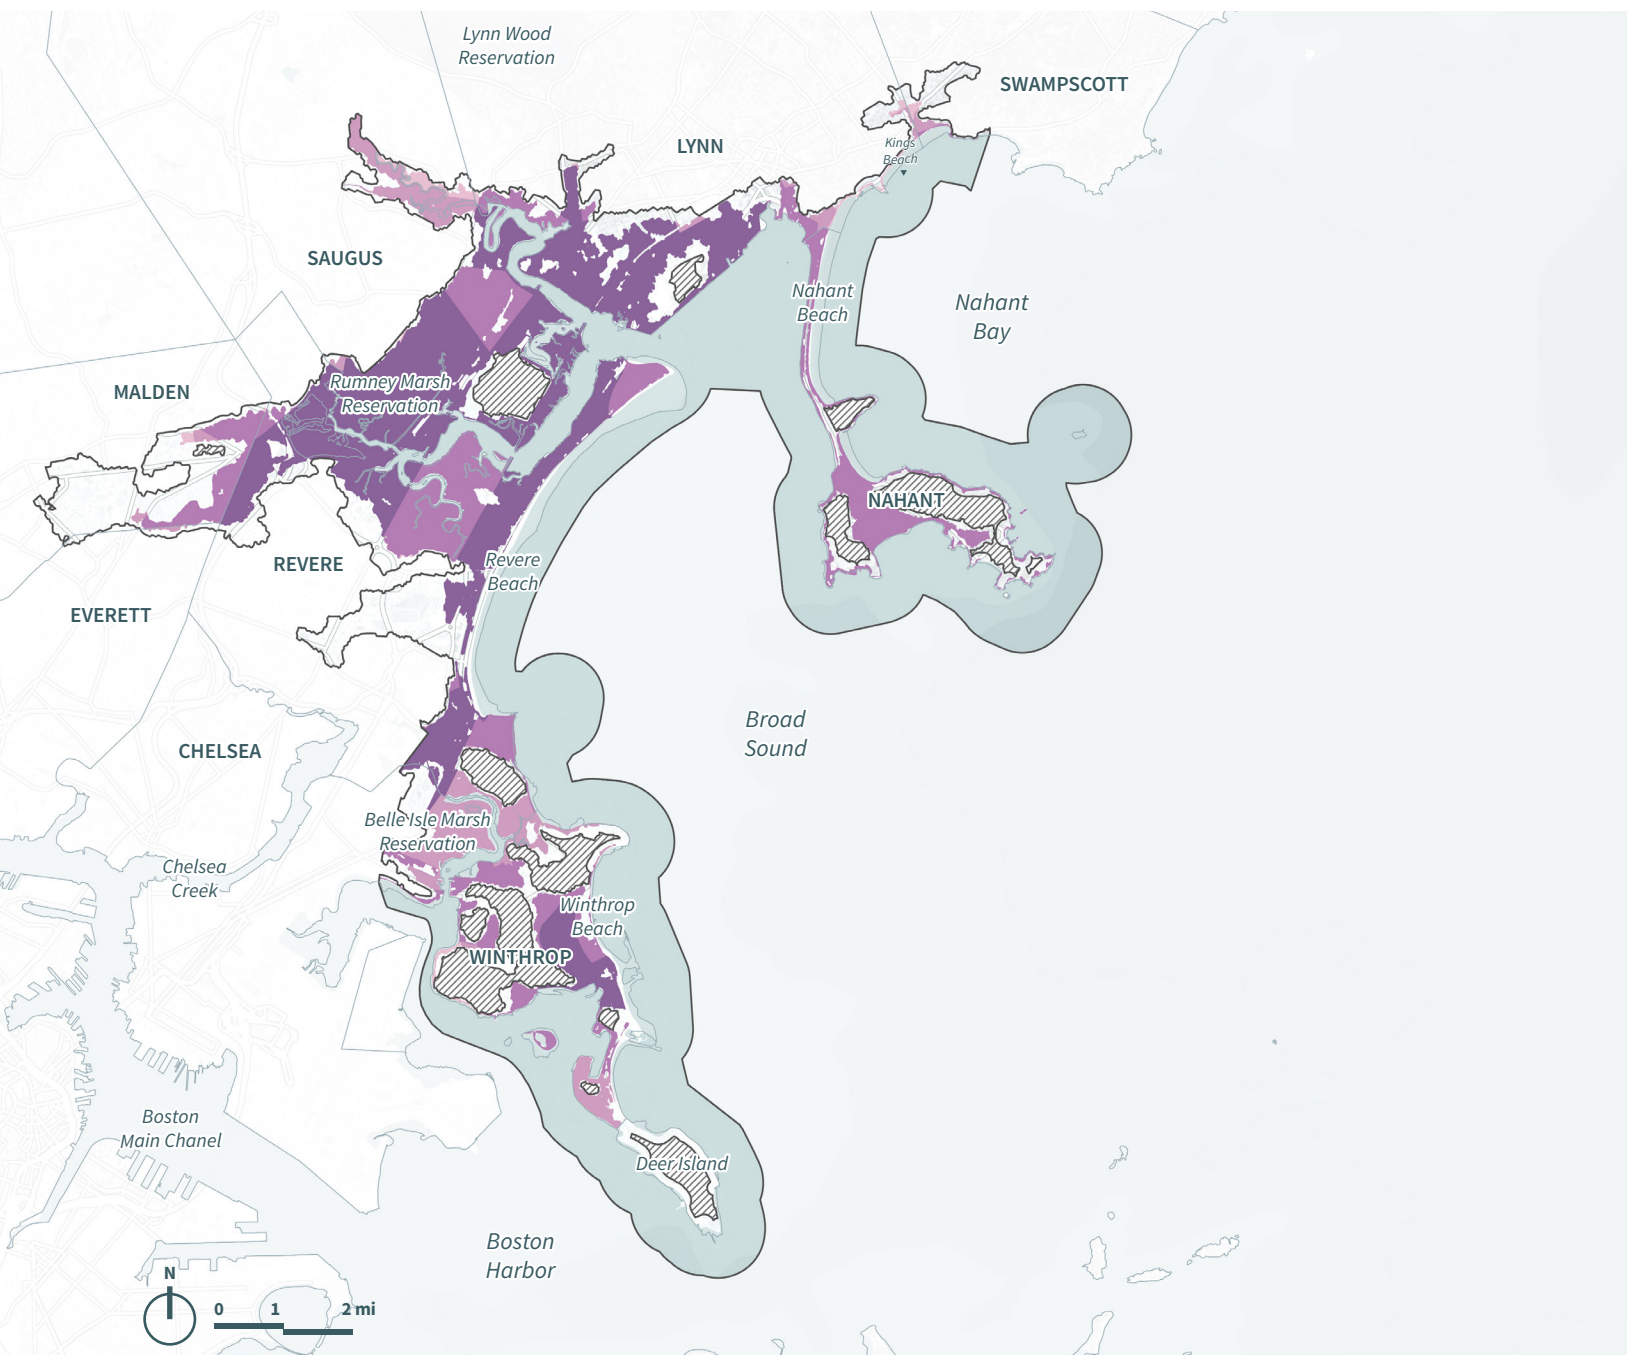 Lynn Wood
Reservation
SWAMPSCOTT
LYNN
Kings
Beach
SAUGUS
Nahant
Beach
Nahant
Bay
MALDEN
Rumney Marsh
Reservation
NAHANT
REVERE
Revere
Beach
EVERETT
Broad
Sound
CHELSEA
Belle Isle Marsh
Reservation
Chelsea
Creek
Winthrop
Beach
WINTHROP
Boston
Main Chanel
Deer Island
Boston
Harbor
N
0 1 2 mi